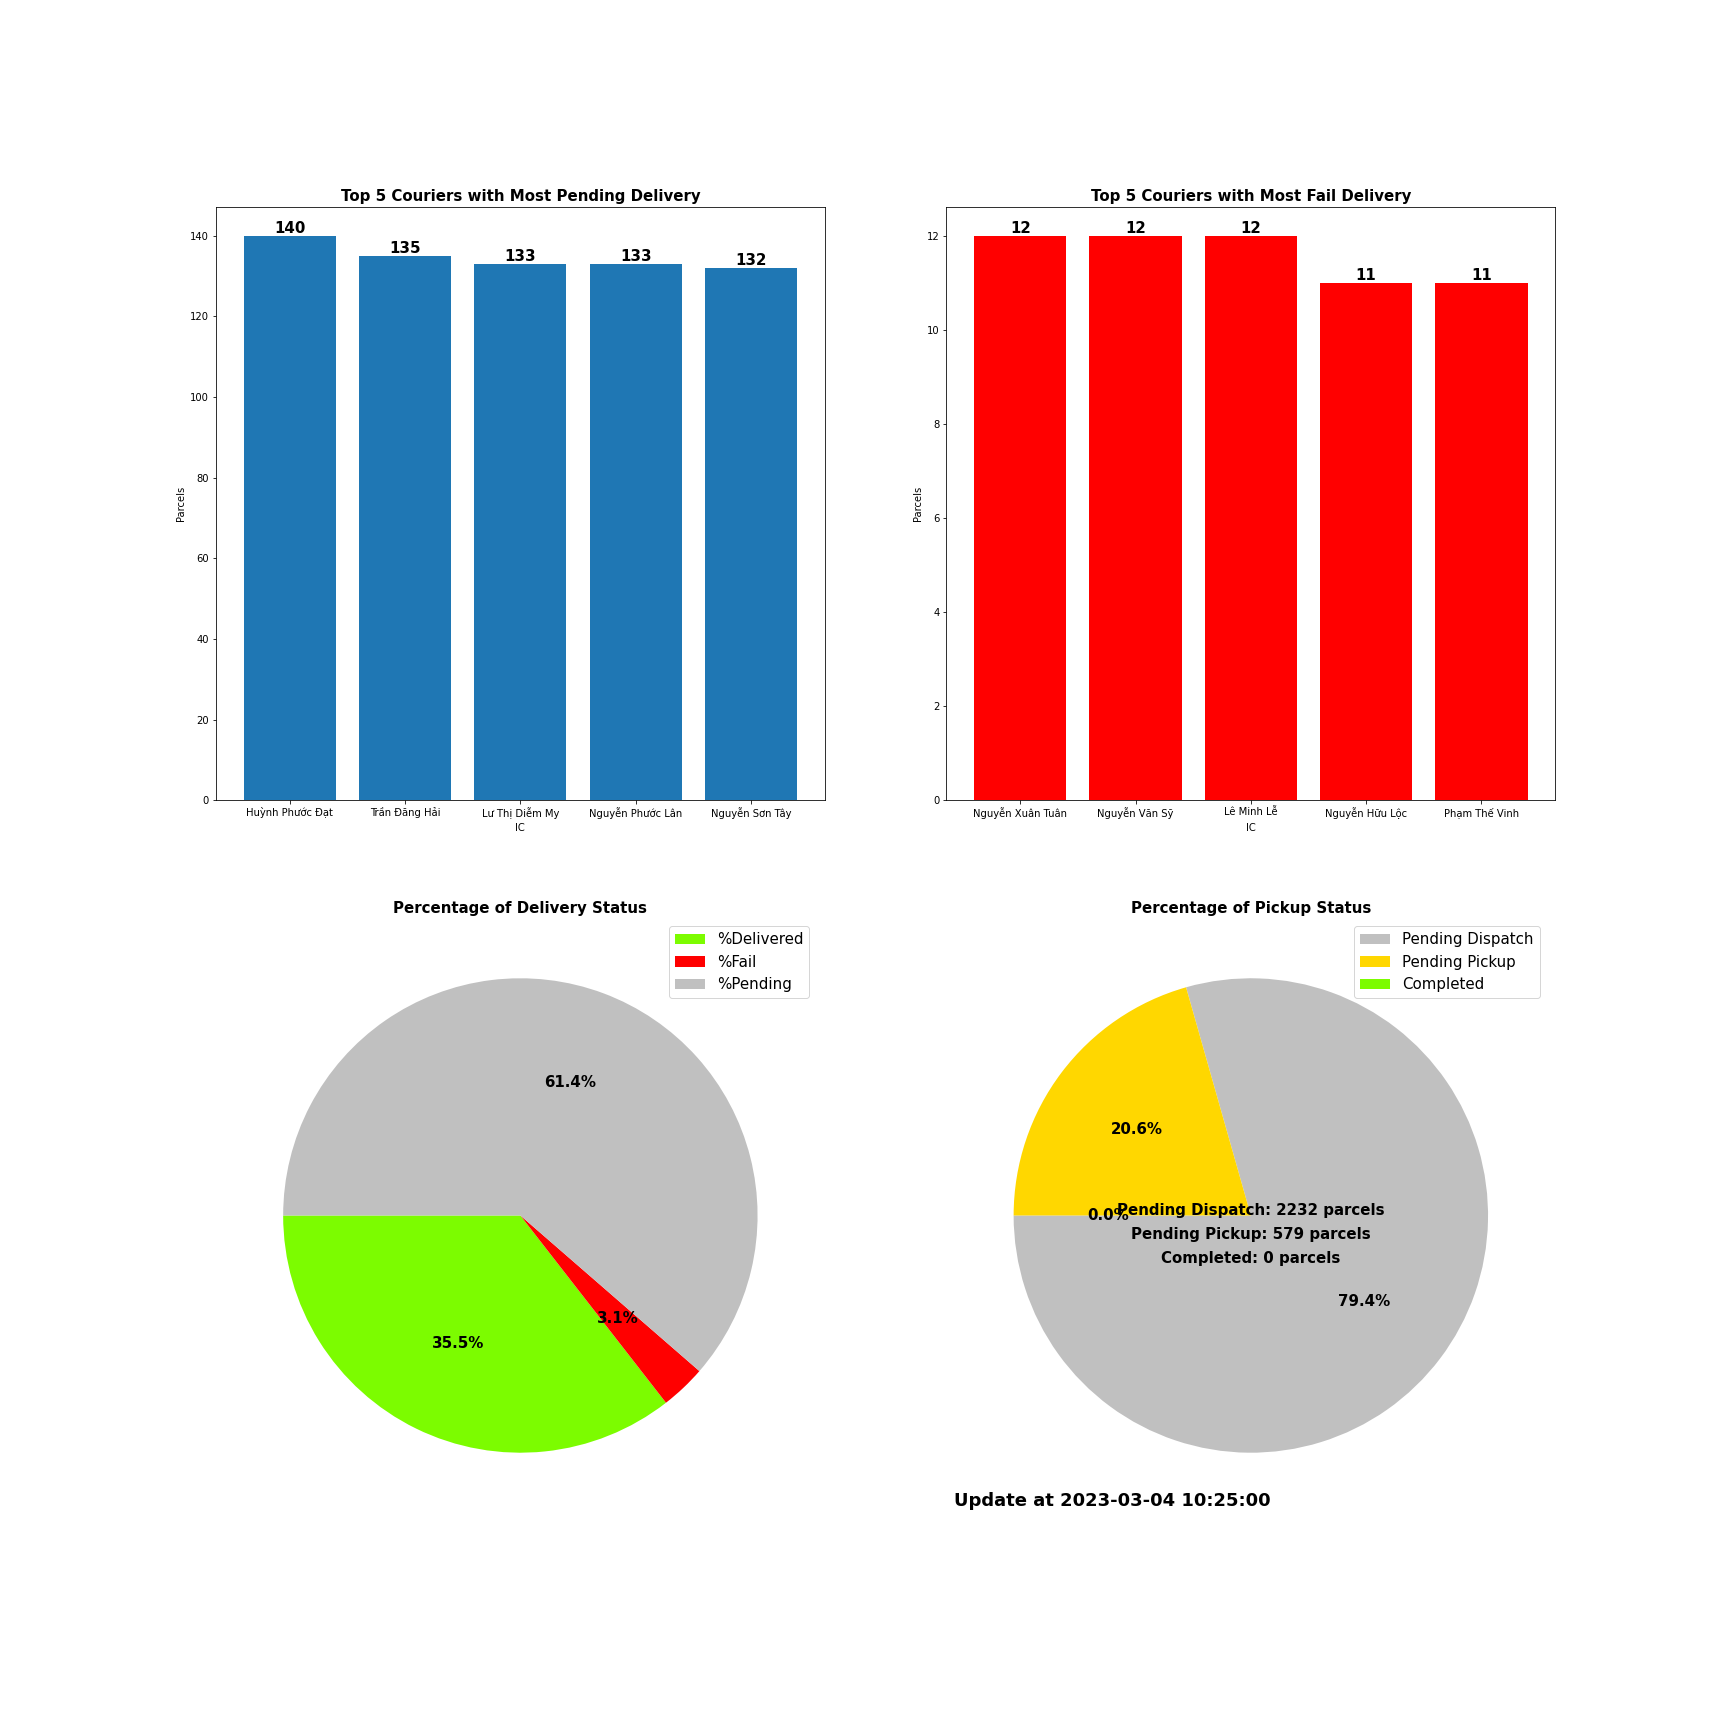 Top 5 Couriers with Most Pending Delivery
140
135
133
133
132
140
120
100
80
60
40
20
0
Parcels
Huỳnh Phước Đạt
Trần Đăng Hải
Lư Thị Diễm My
Nguyễn Phước Lân
Nguyễn Sơn Tây
IC
Top 5 Couriers with Most Fail Delivery
12
12
12
11
11
12
10
8
6
4
2
0
Parcels
Nguyễn Xuân Tuân
Nguyễn Văn Sỹ
Lê Minh Lễ
Nguyễn Hữu Lộc
Phạm Thế Vinh
IC
Percentage of Delivery Status
%Delivered
%Fail
%Pending
61.4%
3.1%
35.5%
Percentage of Pickup Status
Pending Dispatch
Pending Pickup
Completed
20.6%
0.0%
Pending Dispatch: 2232 parcels
Pending Pickup: 579 parcels
Completed: 0 parcels
79.4%
Update at 2023-03-04 10:25:00